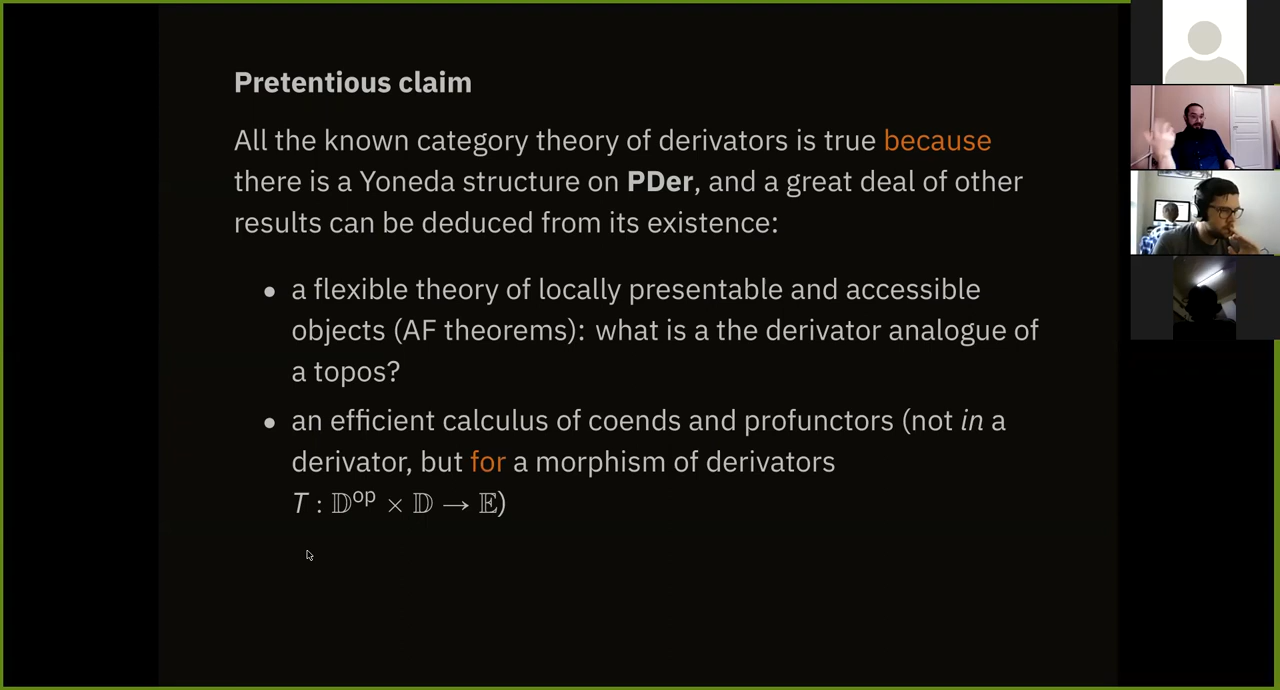 Pretentious claim
All the known category theory of derivators is true because
there is a Yoneda structure on PDer, and a great deal of other
results can be deduced from its existence:
• a flexible theory of locally presentable and accessible
objects (AF theorems): what is a the derivator analogue of
a topos?
• an efficient calculus of coends and profunctors (not in a
derivator, but for a morphism of derivators
T : 𝔻ᵒᵖ × 𝔻 → 𝔼)